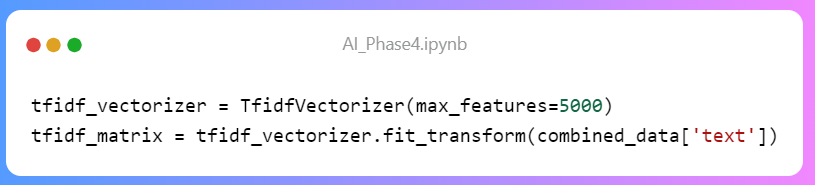 AI_Phase4.ipynb
tfidf_vectorizer = TfidfVectorizer(max_features=5000)
tfidf_matrix = tfidf_vectorizer.fit_transform(combined_data['text'])